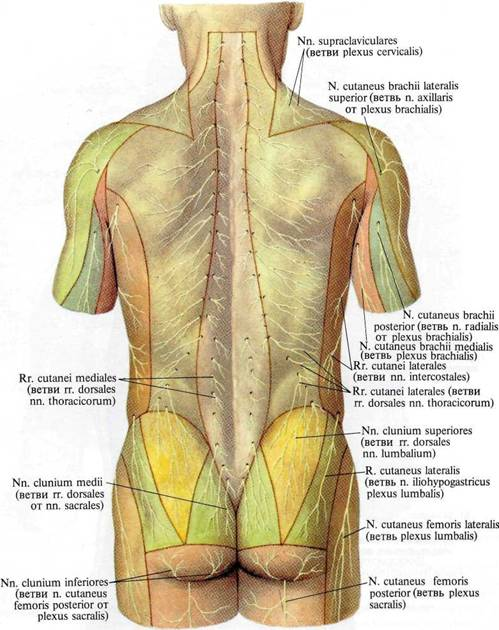 Nn. supraclaviculares
(ветви plexus cervicalis)
N. cutaneus brachii lateralis
superior (ветвь n. axillaris
от plexus brachialis)
N. cutaneus brachii
posterior (ветвь n. radialis
от plexus brachialis)
N. cutaneus brachii medialis
(ветвь plexus brachialis)
Rr. cutanei laterales
(ветви nn. intercostales)
Rr. cutanei mediales
(ветви rr. dorsales
nn. thoracicorum)
Rr. cutanei laterales (ветви
rr. dorsales nn. thoracicorum)
Nn. clunium superiores
(ветви rr. dorsales
nn. lumbalium)
Nn. clunium medii
(ветви rr. dorsales
от nn. sacrales)
R. cutaneus lateralis
(ветвь n. iliohypogastricus
plexus lumbalis)
N. cutaneus femoris lateralis
(ветвь plexus lumbalis)
Nn. clunium inferiores
(ветви n. cutaneus
femoris posterior от
plexus sacralis)
N. cutaneus femoris
posterior (ветвь plexus
sacralis)